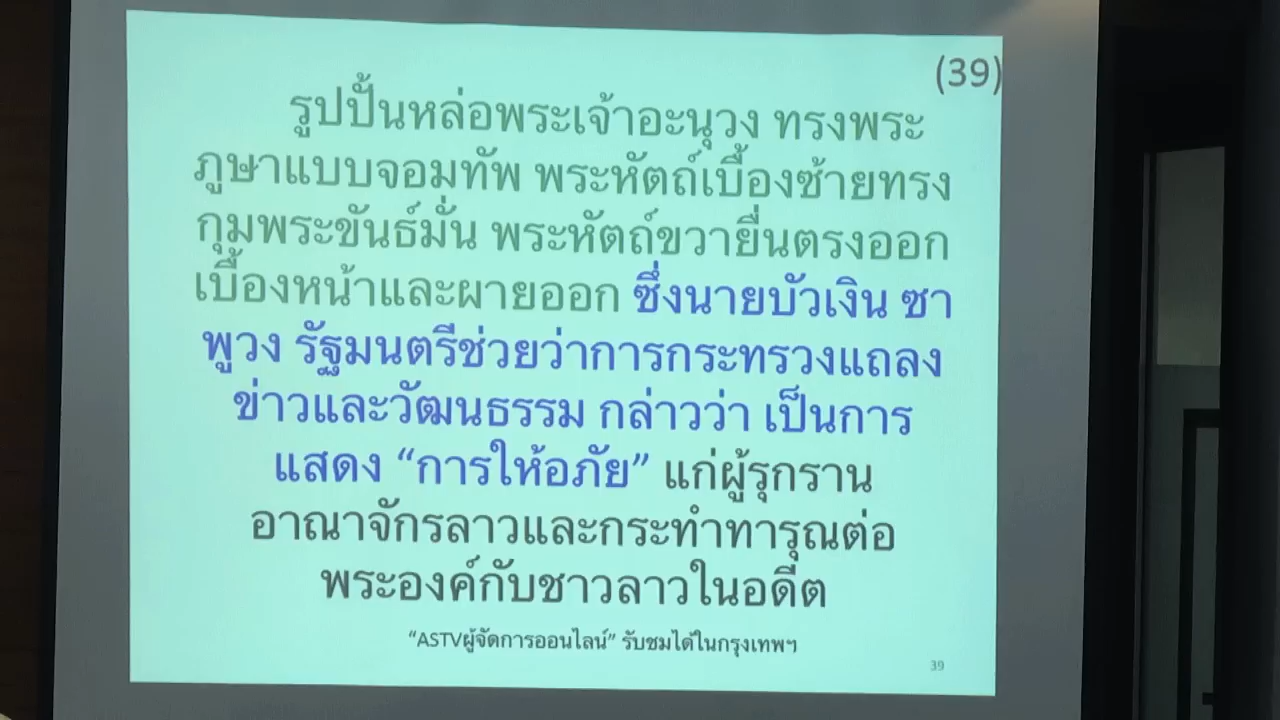 (39)
รูปปั้นหล่อพระเจ้าอะนุวง ทรงพระ
ภูษาแบบจอมทัพ พระหัตถ์เบื้องซ้ายทรง
กุมพระขันธ์มั่น พระหัตถ์ขวายื่นตรงออก
เบื้องหน้าและผายออก ซึ่งนายบัวเงิน ซา
พูวง รัฐมนตรีช่วยว่าการกระทรวงแถลง
ข่าวและวัฒนธรรม กล่าวว่า เป็นการ
แสดง “การให้อภัย” แก่ผู้รุกราน
อาณาจักรลาวและกระทำทารุณต่อ
พระองค์กับชาวลาวในอดีต
“ASTVผู้จัดการออนไลน์” รับชมได้ในกรุงเทพฯ
39